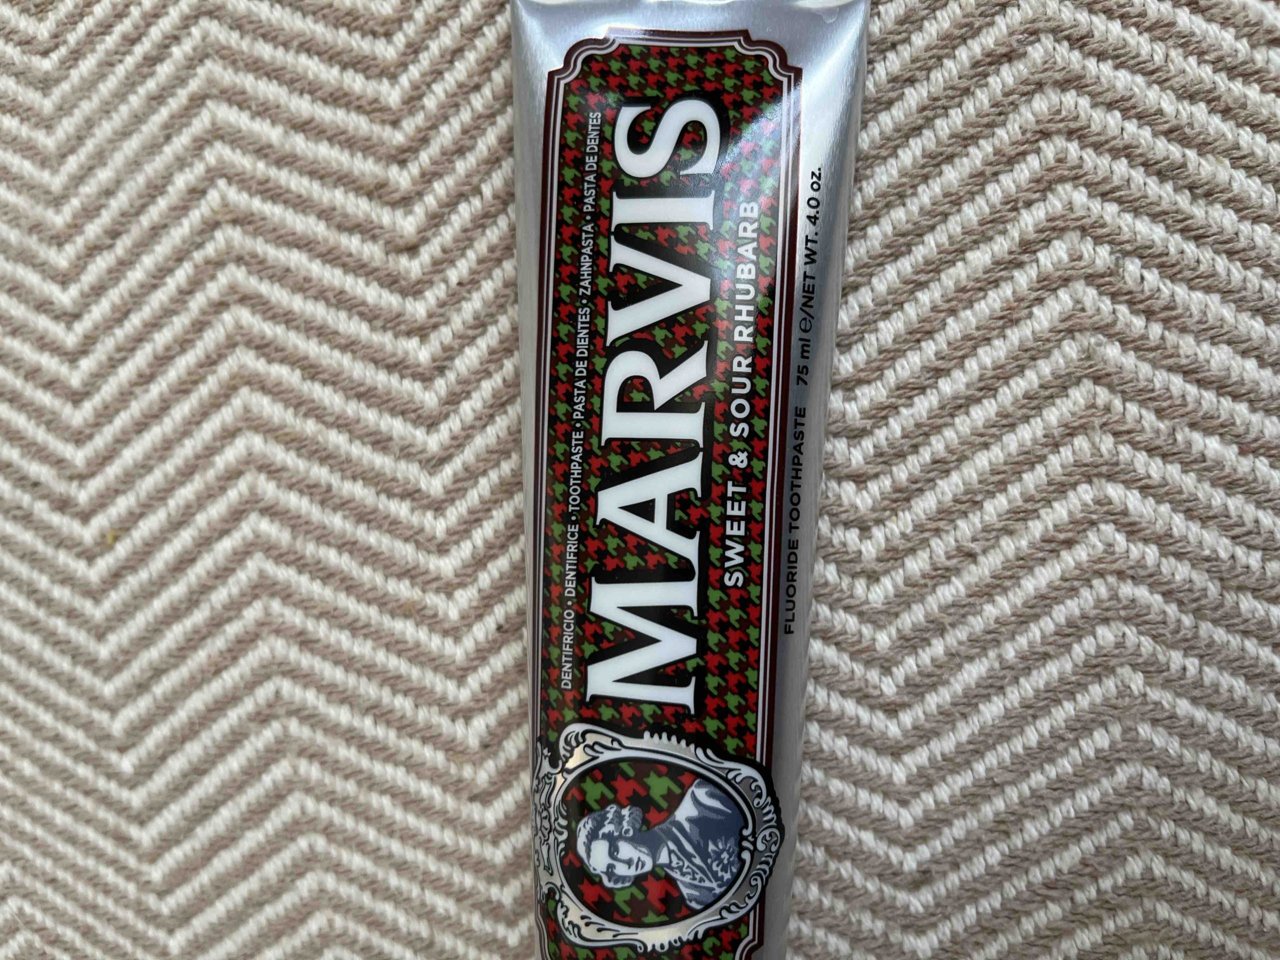 DENTIFRICIO • DENTIFRICE • TOOTHPASTE • PASTA DE DIENTES • ZAHNPASTA • PASTA DE DENTES
MARVIS
SWEET & SOUR RHUBARB
FLUORIDE TOOTHPASTE 75 ml ℮/NET WT. 4.0 oz.